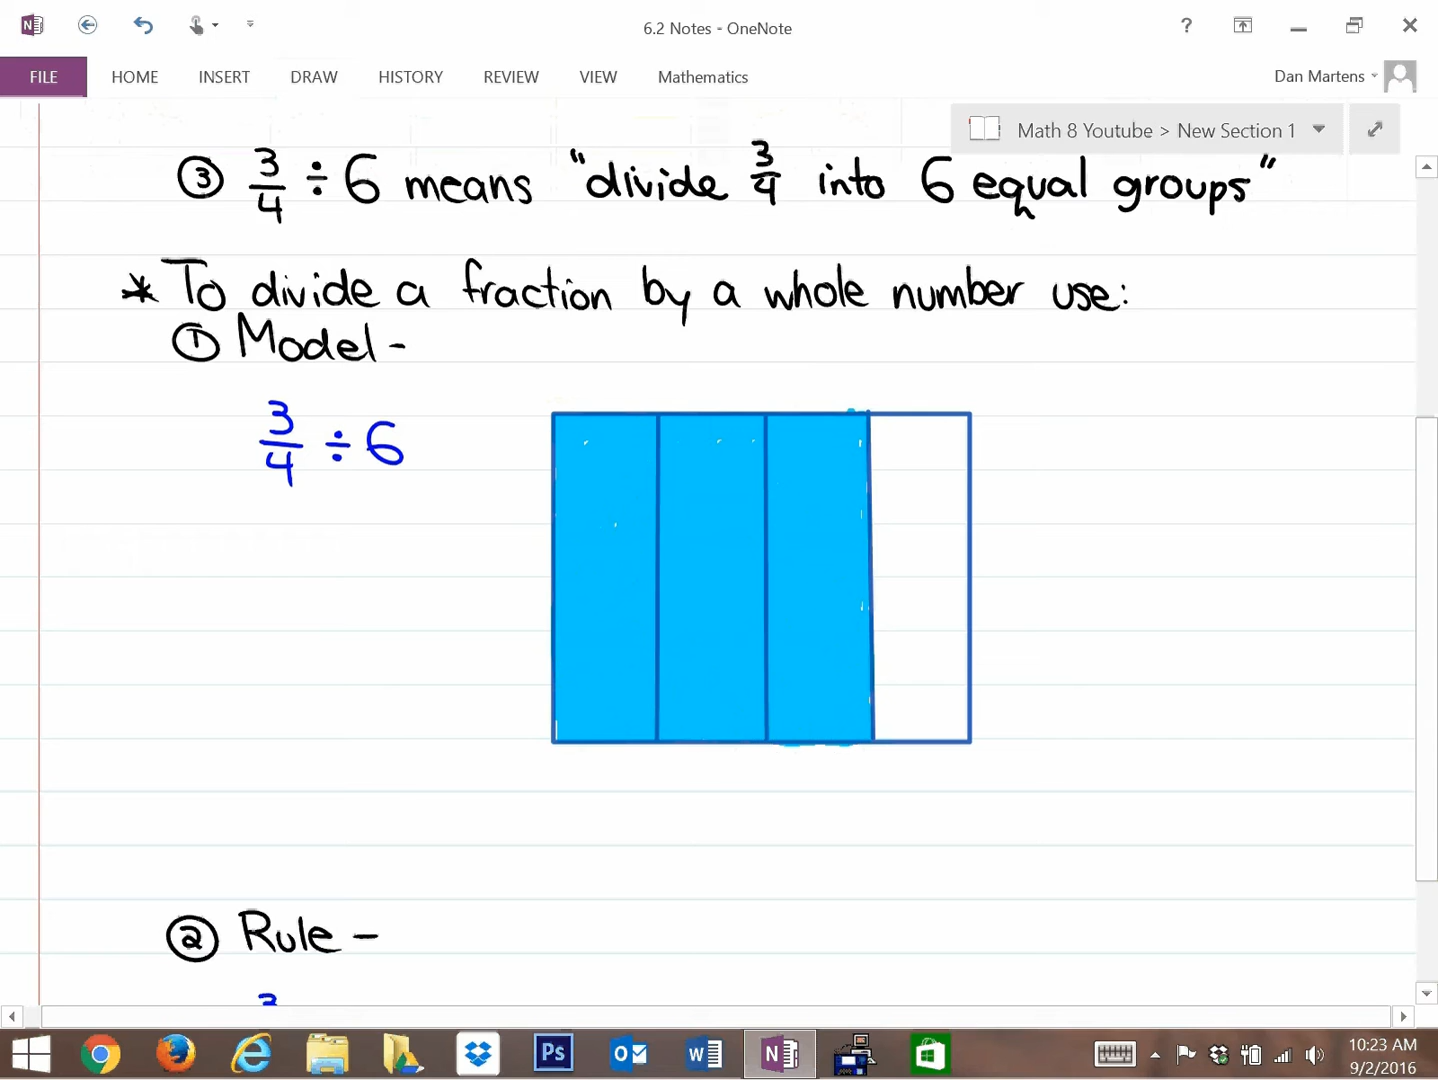 6.2 Notes - OneNote
?
FILE HOME INSERT DRAW HISTORY REVIEW VIEW Mathematics
Dan Martens
Math 8 Youtube > New Section 1
③ 3/4 ÷ 6 means "divide 3/4 into 6 equal groups"
* To divide a fraction by a whole number use:
① Model -
3/4 ÷ 6
② Rule -
3
Ps
10:23 AM
9/2/2016